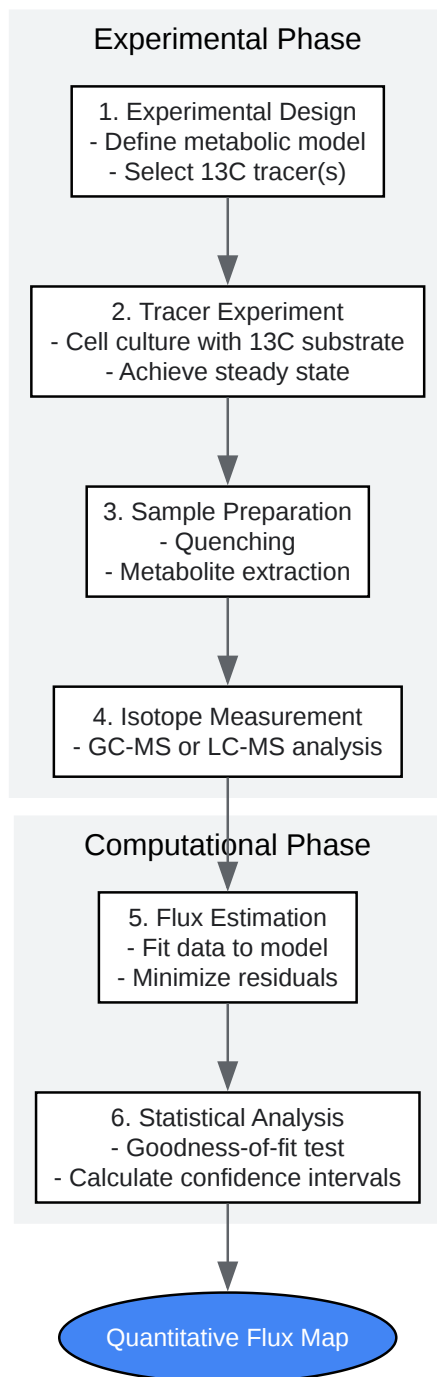 Experimental Phase
1. Experimental Design
- Define metabolic model
- Select 13C tracer(s)
2. Tracer Experiment
- Cell culture with 13C substrate
- Achieve steady state
3. Sample Preparation
- Quenching
- Metabolite extraction
4. Isotope Measurement
- GC-MS or LC-MS analysis
Computational Phase
5. Flux Estimation
- Fit data to model
- Minimize residuals
6. Statistical Analysis
- Goodness-of-fit test
- Calculate confidence intervals
Quantitative Flux Map